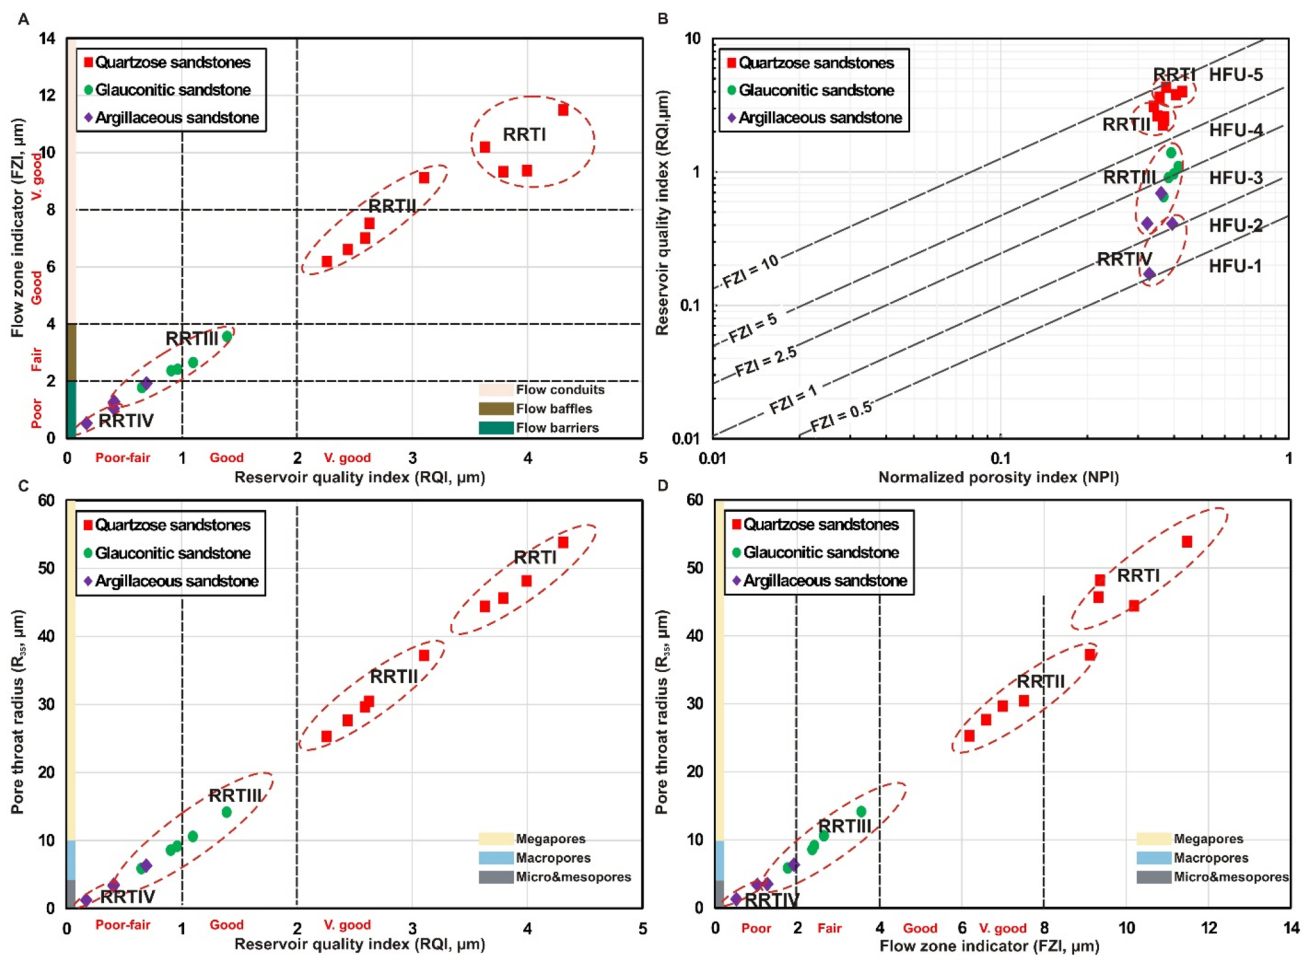 A
Flow zone indicator (FZI, µm)
Poor
Fair
Good
V. good
14
12
10
8
6
4
2
0
Quartzose sandstones
Glauconitic sandstone
Argillaceous sandstone
RRTI
RRTII
RRTIII
RRTIV
Flow conduits
Flow baffles
Flow barriers
0 1 2 3 4 5
Poor-fair Good V. good
Reservoir quality index (RQI, µm)
B
Reservoir quality index (RQI,µm)
10
1
0.1
0.01
Quartzose sandstones
Glauconitic sandstone
Argillaceous sandstone
RRTI
RRTII
RRTIII
RRTIV
HFU-5
HFU-4
HFU-3
HFU-2
HFU-1
FZI = 10
FZI = 5
FZI = 2.5
FZI = 1
FZI = 0.5
0.01 0.1 1
Normalized porosity index (NPI)
C
Pore throat radius (R35, µm)
60
50
40
30
20
10
0
Quartzose sandstones
Glauconitic sandstone
Argillaceous sandstone
RRTI
RRTII
RRTIII
RRTIV
Megapores
Macropores
Micro&mesopores
0 1 2 3 4 5
Poor-fair Good V. good
Reservoir quality index (RQI, µm)
D
Pore throat radius (R35, µm)
60
50
40
30
20
10
0
Quartzose sandstones
Glauconitic sandstone
Argillaceous sandstone
RRTI
RRTII
RRTIII
RRTIV
Megapores
Macropores
Micro&mesopores
0 2 4 6 8 10 12 14
Poor Fair Good V. good
Flow zone indicator (FZI, µm)